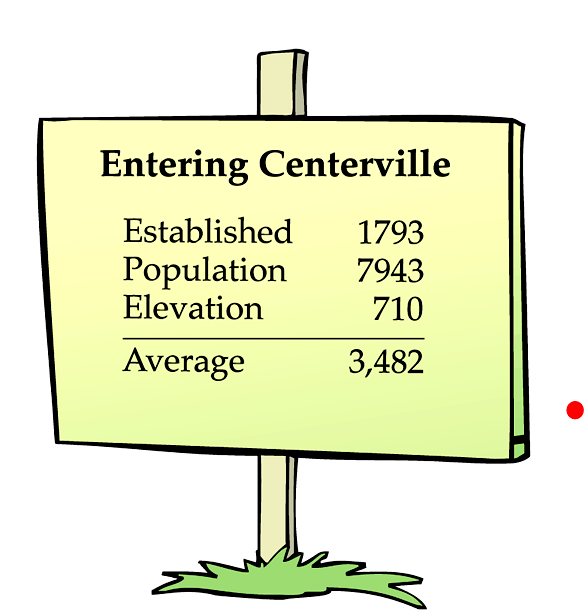 Entering Centerville
Established 1793
Population 7943
Elevation 710
Average 3,482